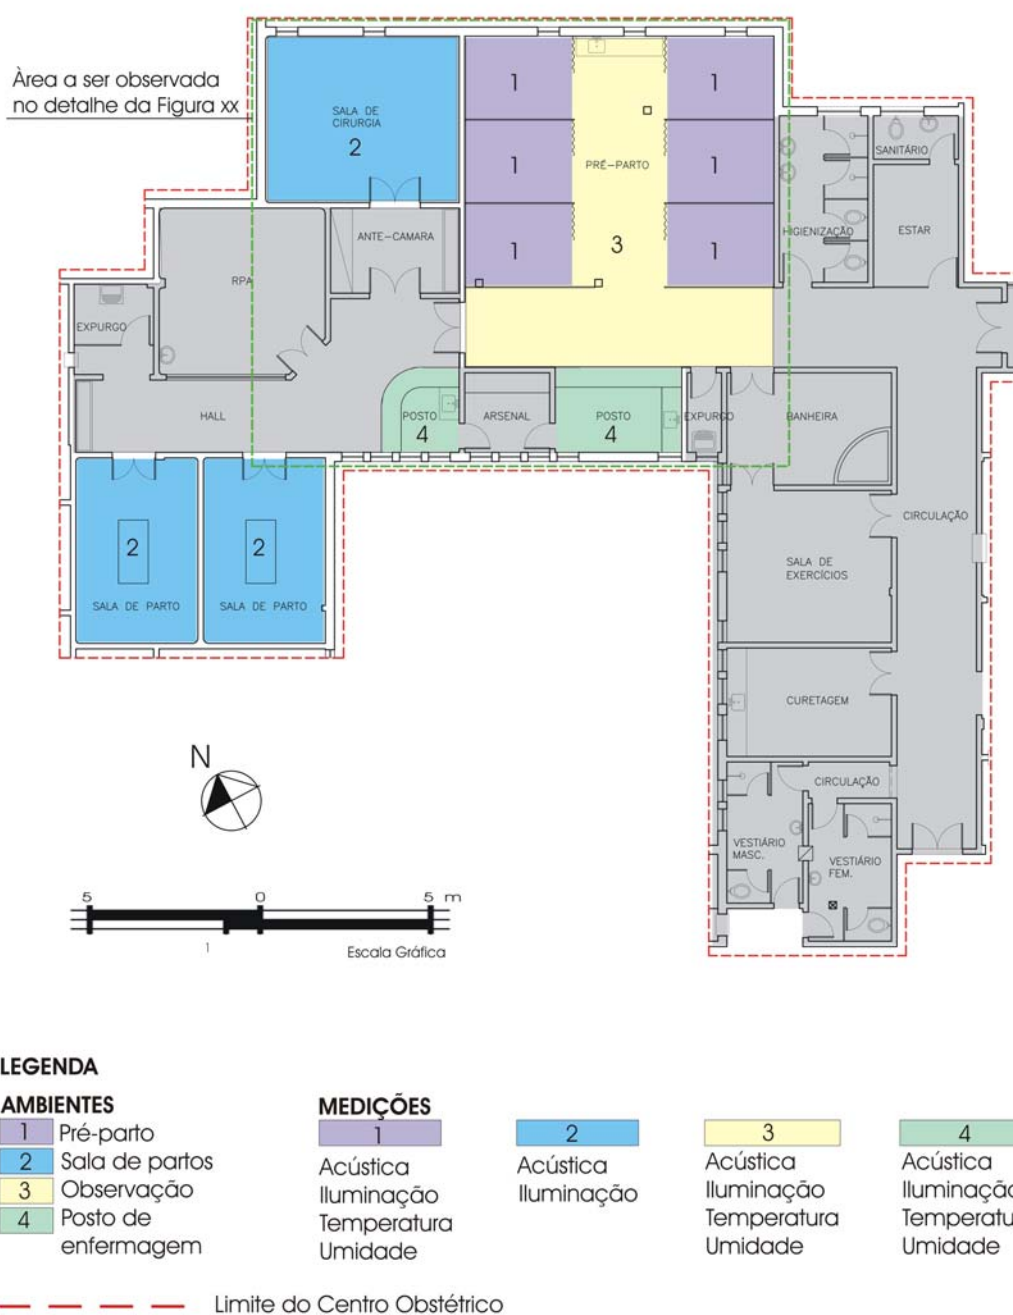 Àrea a ser observada
no detalhe da Figura xx
SALA DE
CIRURGIA
2
1
1
PRÉ-PARTO
1
1
3
1
1
SANITÁRIO
HIGIENIZAÇÃO
ESTAR
ANTE-CAMARA
RPA
EXPURGO
HALL
POSTO
4
ARSENAL
POSTO
4
EXPURGO
BANHEIRA
CIRCULAÇÃO
2
SALA DE PARTO
2
SALA DE PARTO
SALA DE
EXERCÍCIOS
CURETAGEM
CIRCULAÇÃO
VESTIÁRIO
MASC.
VESTIÁRIO
FEM.
N
5 0 5 m
1
Escala Gráfica
LEGENDA
AMBIENTES
1 Pré-parto
2 Sala de partos
3 Observação
4 Posto de
enfermagem
MEDIÇÕES
1
Acústica
Iluminação
Temperatura
Umidade
2
Acústica
Iluminação
3
Acústica
Iluminação
Temperatura
Umidade
4
Acústica
Iluminaçã
Temperatu
Umidade
Limite do Centro Obstétrico